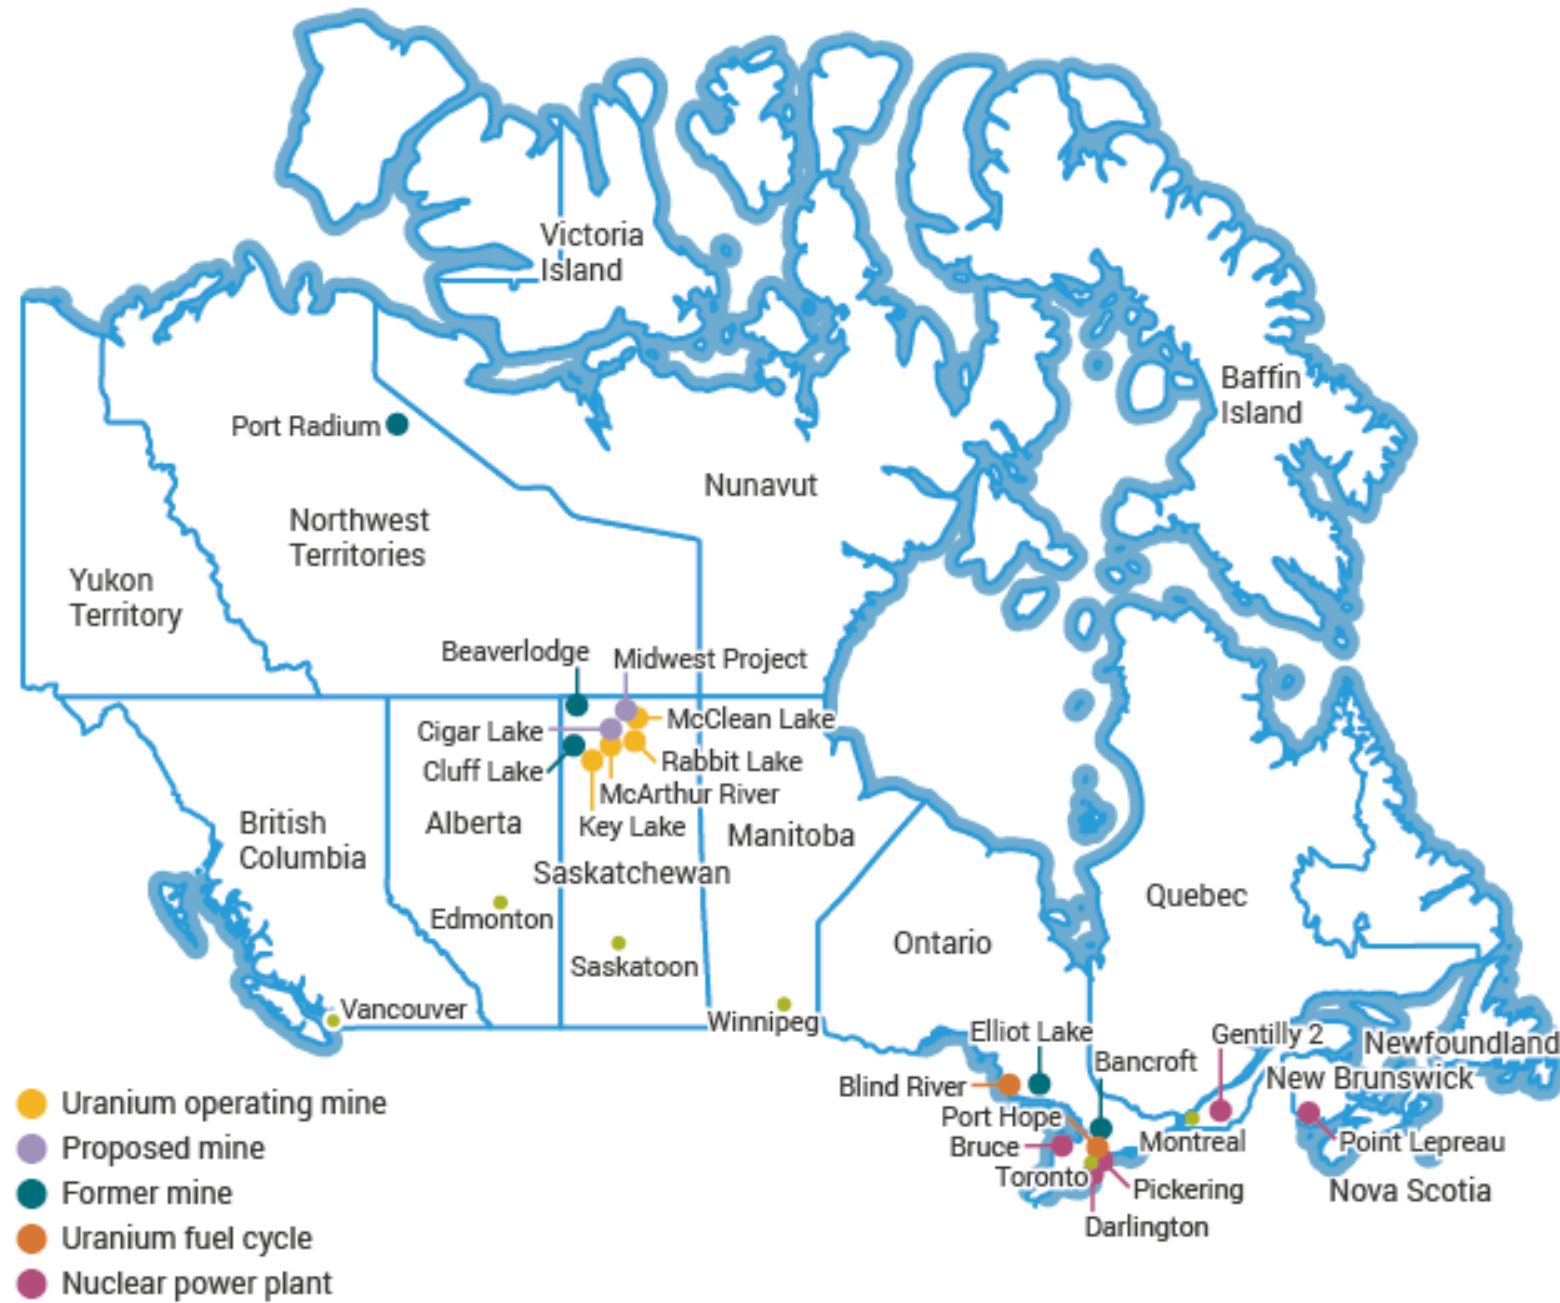 Victoria
Island
Baffin
Island
Port Radium
Nunavut
Northwest
Territories
Yukon
Territory
Beaverlodge
Midwest Project
Cigar Lake
McClean Lake
Cluff Lake
Rabbit Lake
McArthur River
Key Lake
British
Columbia
Alberta
Manitoba
Saskatchewan
Quebec
Edmonton
Ontario
Saskatoon
Vancouver
Winnipeg
Elliot Lake
Gentilly 2
Newfoundland
Bancroft
New Brunswick
Blind River
Port Hope
Bruce
Montreal
Point Lepreau
Toronto
Pickering
Nova Scotia
Darlington
Uranium operating mine
Proposed mine
Former mine
Uranium fuel cycle
Nuclear power plant